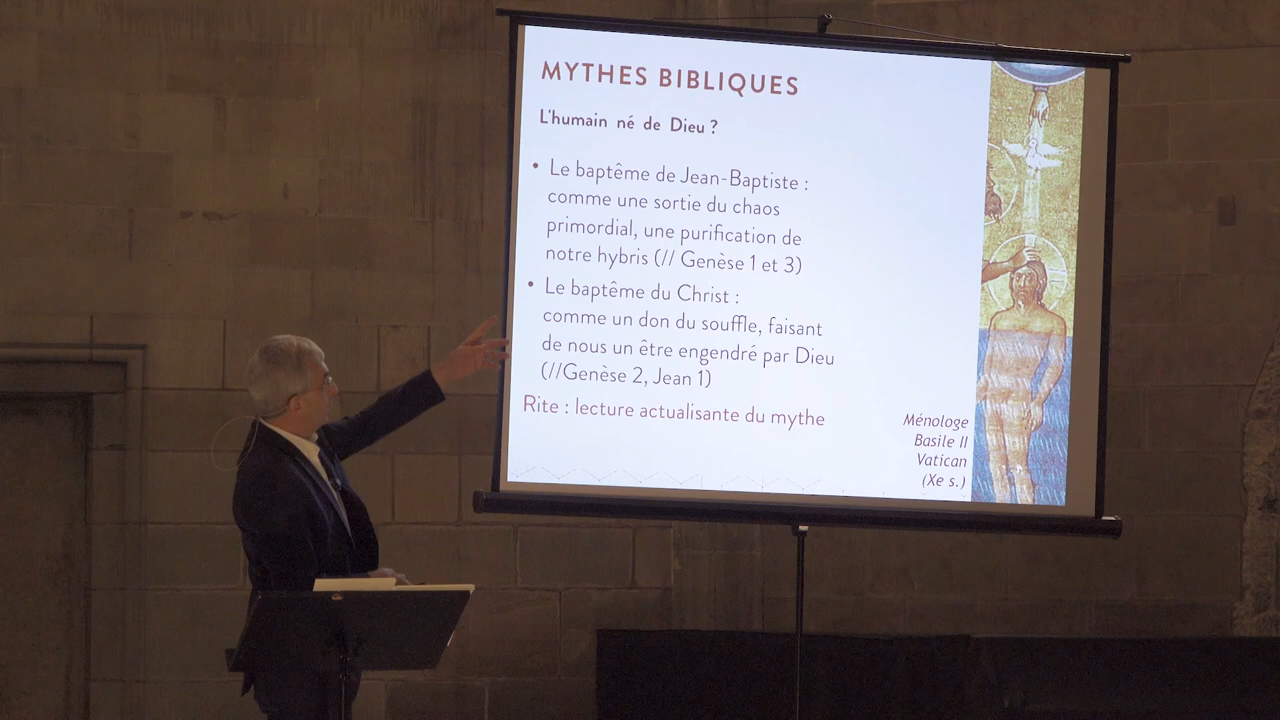 MYTHES BIBLIQUES
L'humain né de Dieu ?
• Le baptême de Jean-Baptiste :
comme une sortie du chaos
primordial, une purification de
notre hybris (// Genèse 1 et 3)
• Le baptême du Christ :
comme un don du souffle, faisant
de nous un être engendré par Dieu
(//Genèse 2, Jean 1)
Rite : lecture actualisante du mythe
Ménologe
Basile II
Vatican
(Xe s.)